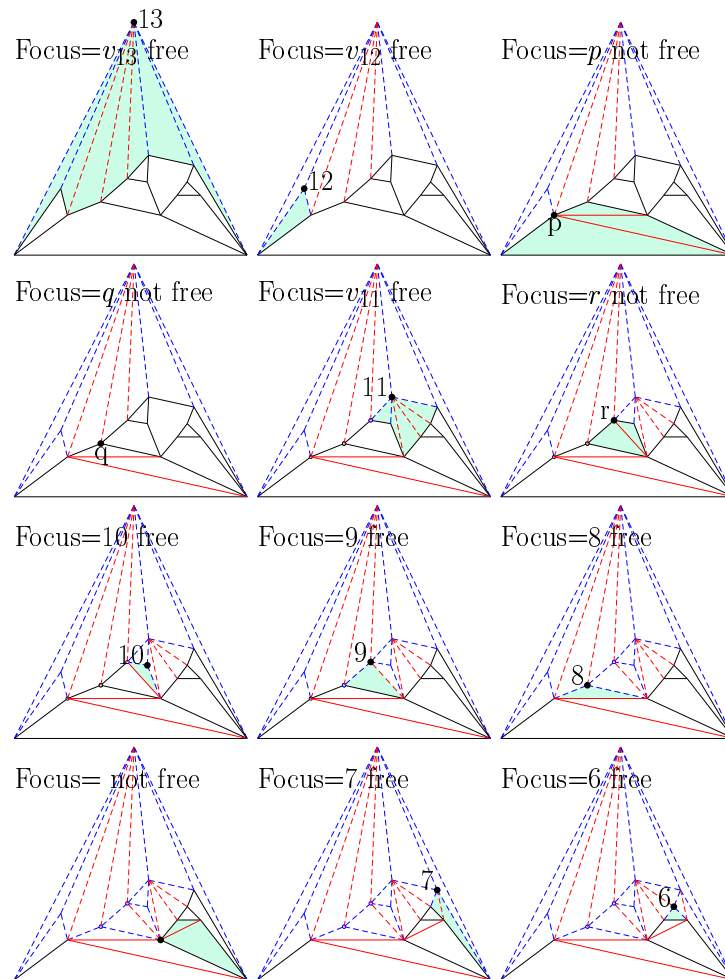 13
Focus=v13 free
Focus=v12 free
12
Focus=p not free
p
Focus=q not free
q
Focus=v11 free
11
Focus=r not free
r
Focus=10 free
10
Focus=9 free
9
Focus=8 free
8
Focus= not free
Focus=7 free
7
Focus=6 free
6